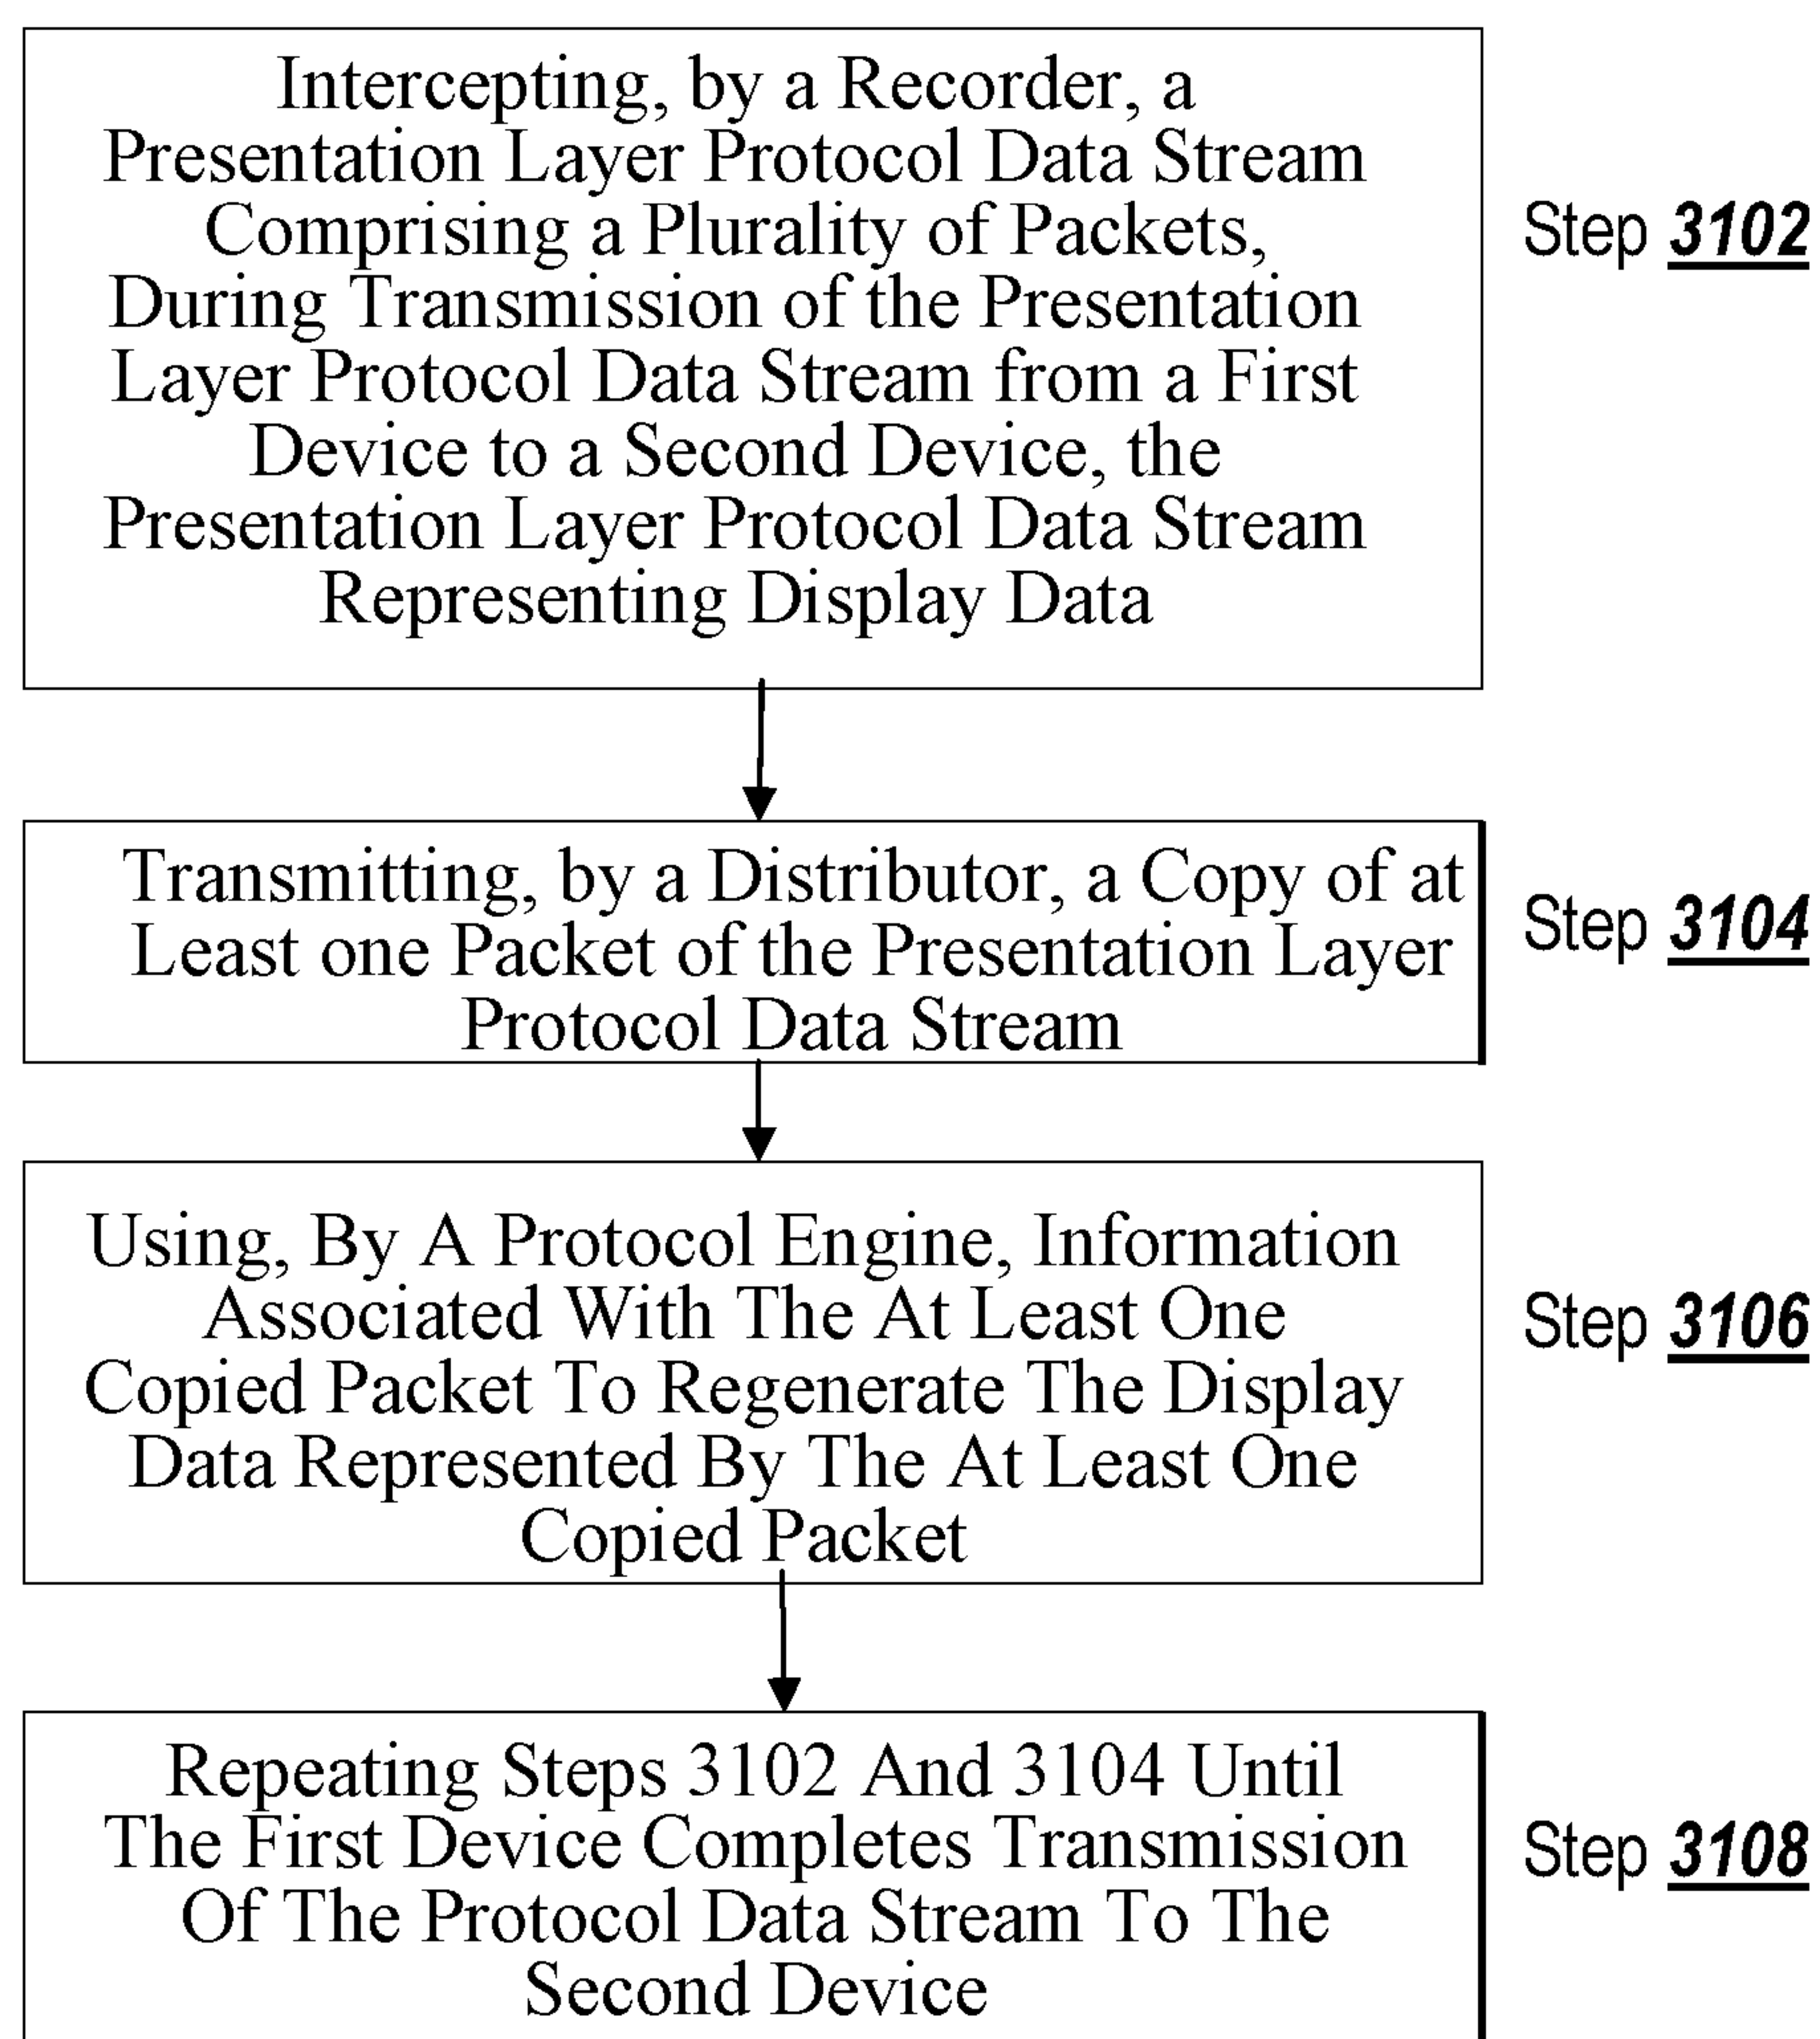 Intercepting, by a Recorder, a
Presentation Layer Protocol Data Stream
Comprising a Plurality of Packets,
During Transmission of the Presentation
Layer Protocol Data Stream from a First
Device to a Second Device, the
Presentation Layer Protocol Data Stream
Representing Display Data
Step 3102
Transmitting, by a Distributor, a Copy of at
Least one Packet of the Presentation Layer
Protocol Data Stream
Step 3104
Using, By A Protocol Engine, Information
Associated With The At Least One
Copied Packet To Regenerate The Display
Data Represented By The At Least One
Copied Packet
Step 3106
Repeating Steps 3102 And 3104 Until
The First Device Completes Transmission
Of The Protocol Data Stream To The
Second Device
Step 3108